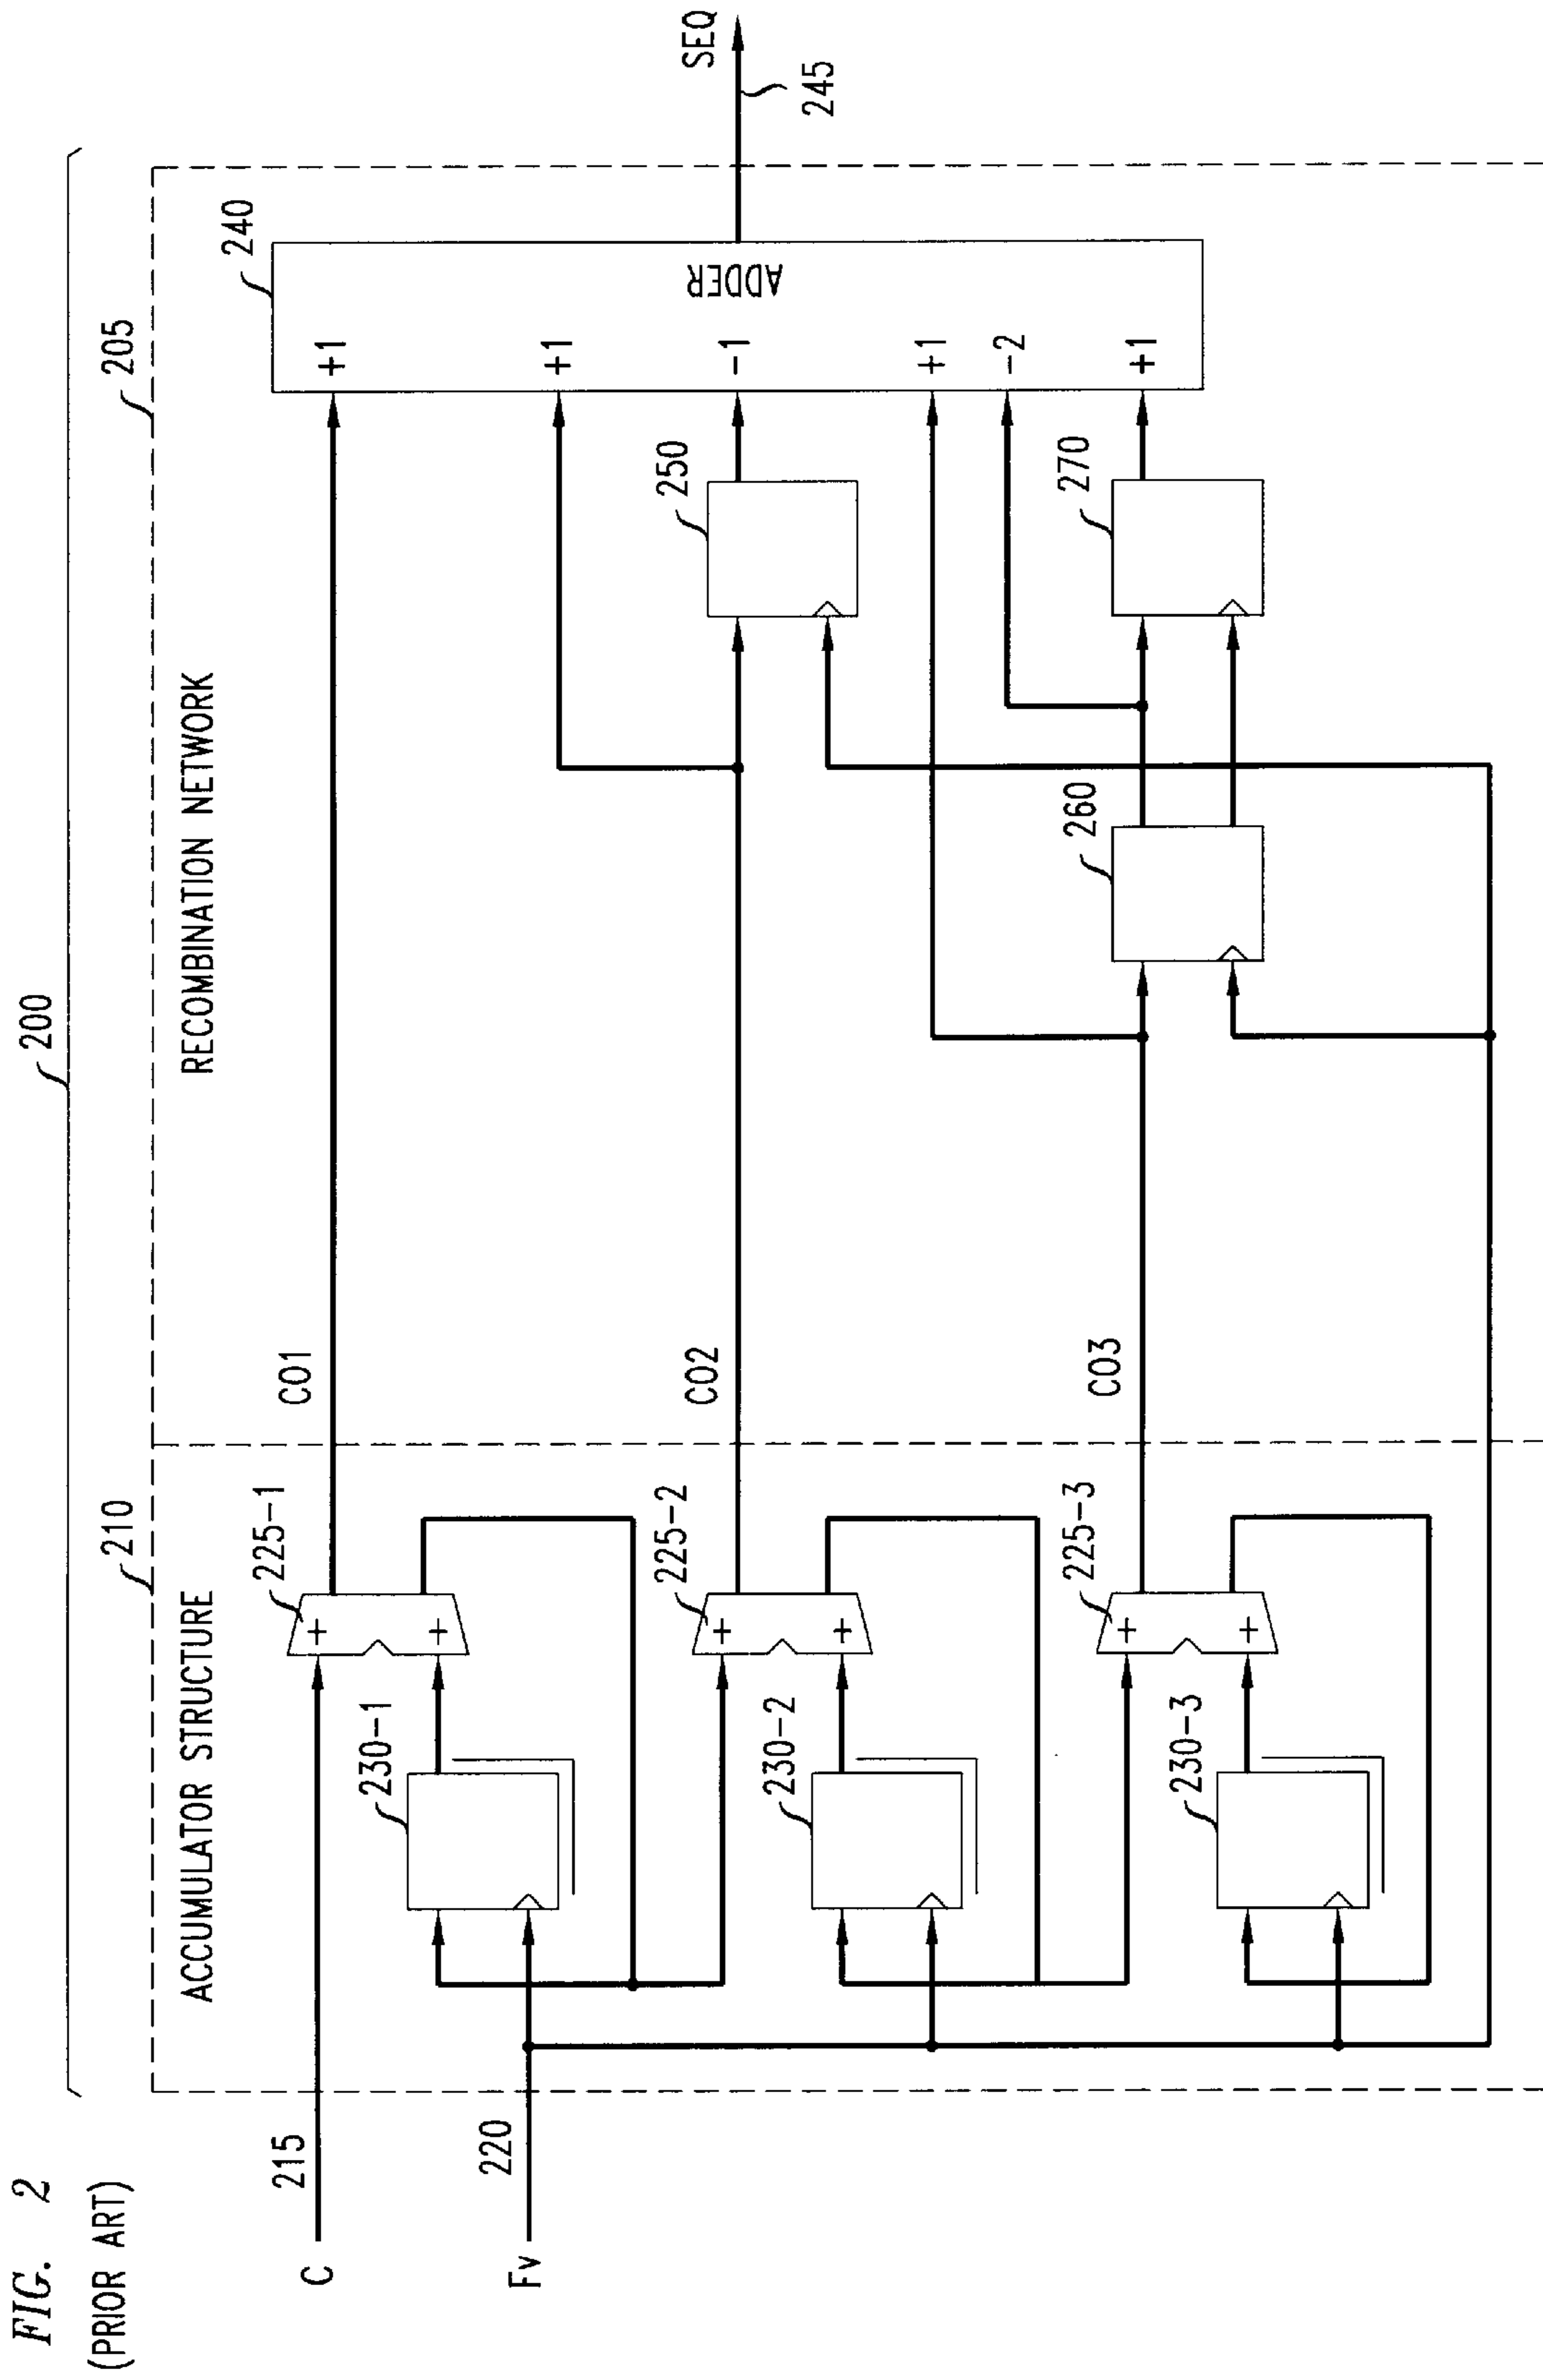 FIG. 2
(PRIOR ART)
200
210
205
ACCUMULATOR STRUCTURE
RECOMBINATION NETWORK
C
215
Fv
220
225-1
+
+
230-1
CO1
225-2
+
+
230-2
CO2
225-3
+
+
230-3
CO3
250
260
270
240
ADDER
+1
+1
-1
+1
-2
+1
SEQ
245